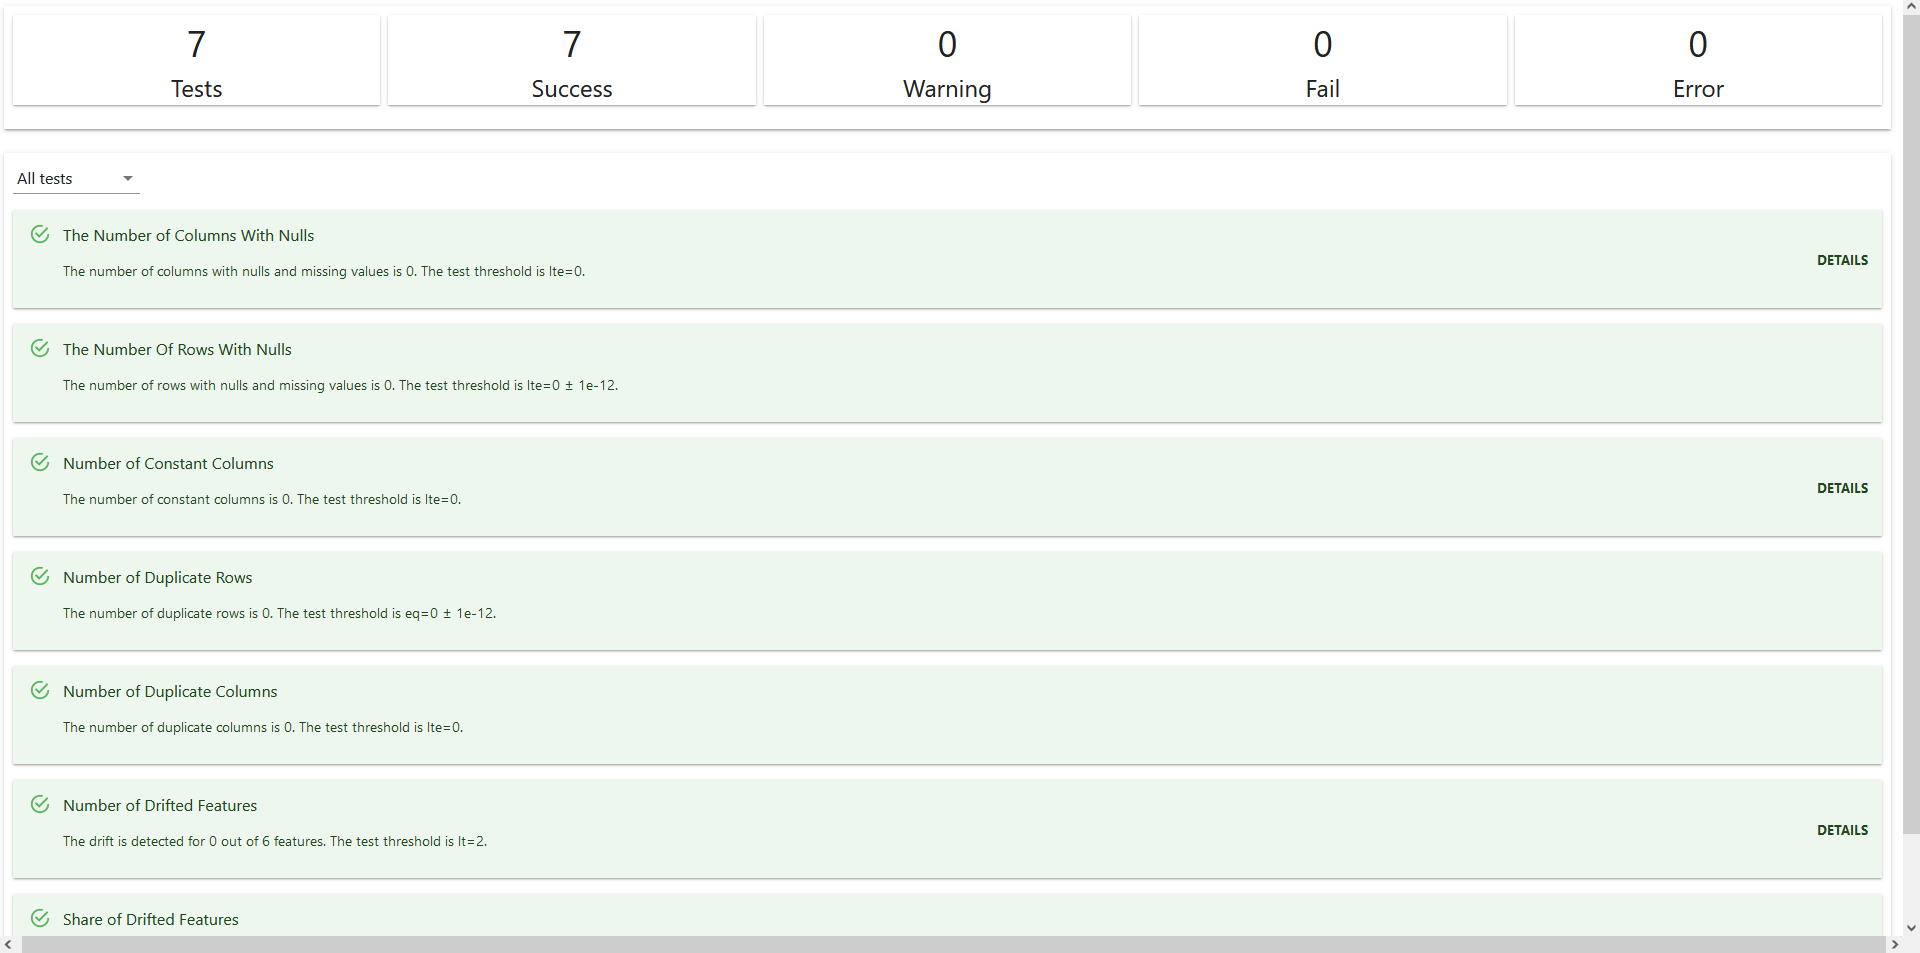 7
Tests
7
Success
0
Warning
0
Fail
0
Error
All tests
The Number of Columns With Nulls
The number of columns with nulls and missing values is 0. The test threshold is lte=0.
DETAILS
The Number Of Rows With Nulls
The number of rows with nulls and missing values is 0. The test threshold is lte=0 ± 1e-12.
Number of Constant Columns
The number of constant columns is 0. The test threshold is lte=0.
DETAILS
Number of Duplicate Rows
The number of duplicate rows is 0. The test threshold is eq=0 ± 1e-12.
Number of Duplicate Columns
The number of duplicate columns is 0. The test threshold is lte=0.
Number of Drifted Features
The drift is detected for 0 out of 6 features. The test threshold is lt=2.
DETAILS
Share of Drifted Features